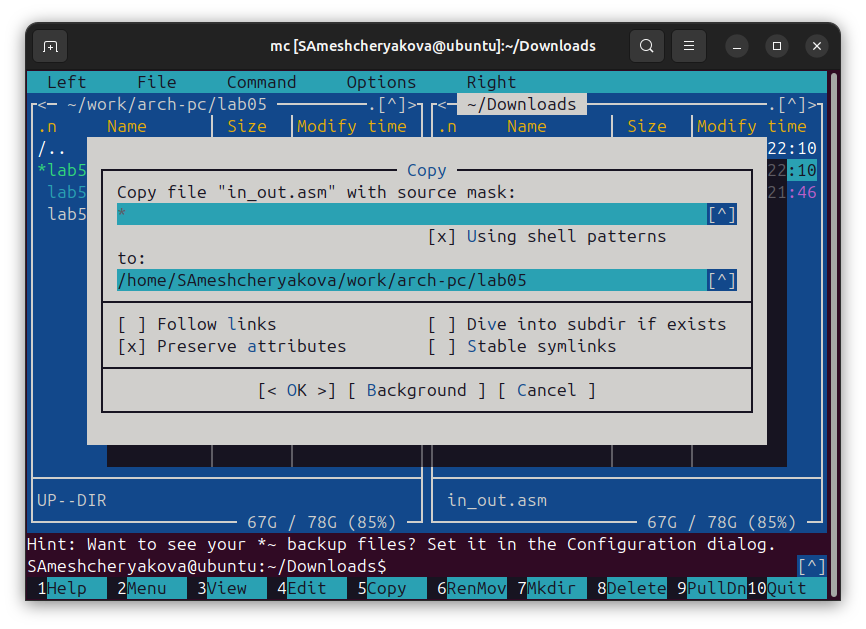 mc [SAmeshcheryakova@ubuntu]:~/Downloads
Left File Command Options Right
<- ~/work/arch-pc/lab05 .[^]> <- ~/Downloads .[^]>
.n Name Size Modify time .n Name Size Modify time
/.. 22:10
*lab5 22:10
lab5 21:46
lab5
Copy
Copy file "in_out.asm" with source mask:
* [^]
[x] Using shell patterns
to:
/home/SAmeshcheryakova/work/arch-pc/lab05 [^]
[ ] Follow links [ ] Dive into subdir if exists
[x] Preserve attributes [ ] Stable symlinks
[< OK >] [ Background ] [ Cancel ]
UP--DIR in_out.asm
67G / 78G (85%) 67G / 78G (85%)
Hint: Want to see your *~ backup files? Set it in the Configuration dialog.
SAmeshcheryakova@ubuntu:~/Downloads$ [^]
1Help 2Menu 3View 4Edit 5Copy 6RenMov 7Mkdir 8Delete 9PullDn 10Quit